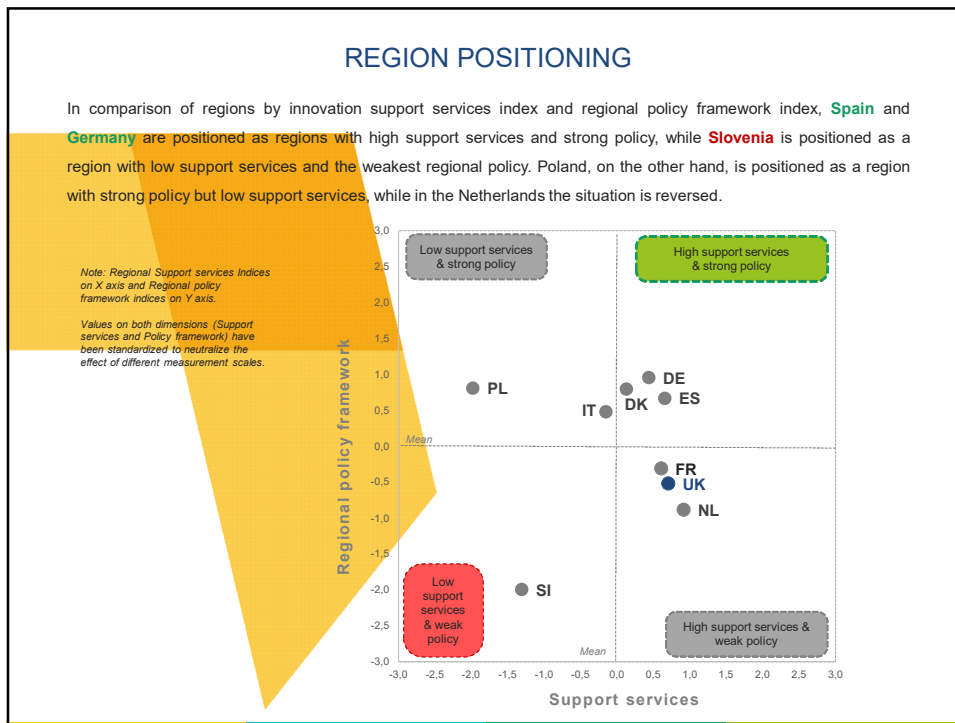 REGION POSITIONING
In comparison of regions by innovation support services index and regional policy framework index, Spain and
Germany are positioned as regions with high support services and strong policy, while Slovenia is positioned as a
region with low support services and the weakest regional policy. Poland, on the other hand, is positioned as a region
with strong policy but low support services, while in the Netherlands the situation is reversed.
Note: Regional Support services Indices
on X axis and Regional policy
framework indices on Y axis.
Values on both dimensions (Support
services and Policy framework) have
been standardized to neutralize the
effect of different measurement scales.
Regional policy framework
3,0
2,5
2,0
1,5
1,0
0,5
0,0
-0,5
-1,0
-1,5
-2,0
-2,5
-3,0
Low support services
& strong policy
High support services
& strong policy
PL
DE
DK
ES
IT
Mean
FR
UK
NL
SI
Low
support
services
& weak
policy
High support services &
weak policy
Mean
-3,0 -2,5 -2,0 -1,5 -1,0 -0,5 0,0 0,5 1,0 1,5 2,0 2,5 3,0
Support services